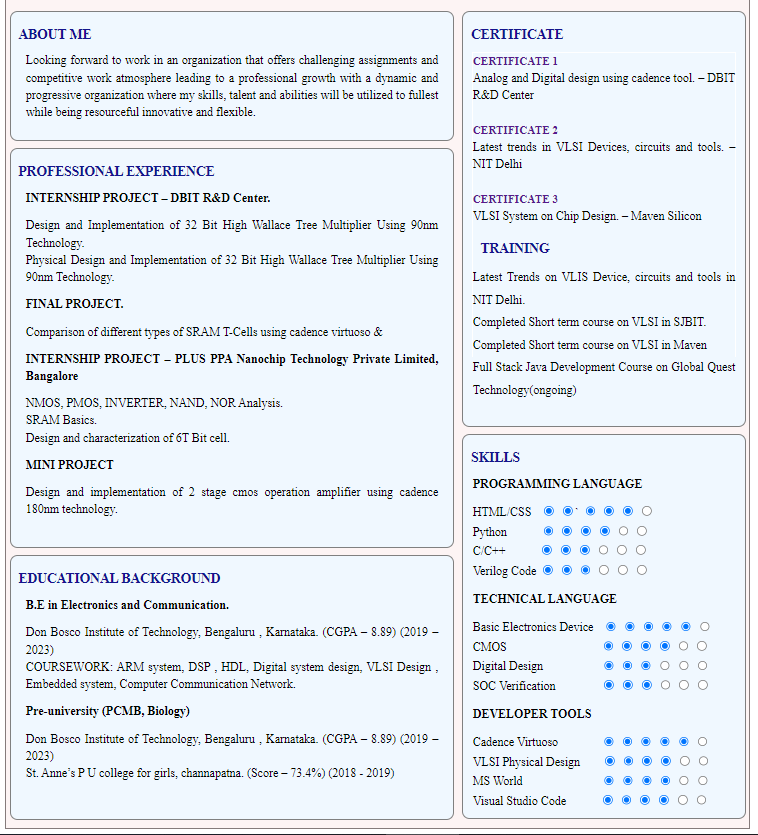 ABOUT ME
Looking forward to work in an organization that offers challenging assignments and
competitive work atmosphere leading to a professional growth with a dynamic and
progressive organization where my skills, talent and abilities will be utilized to fullest
while being resourceful innovative and flexible.
PROFESSIONAL EXPERIENCE
INTERNSHIP PROJECT – DBIT R&D Center.
Design and Implementation of 32 Bit High Wallace Tree Multiplier Using 90nm
Technology.
Physical Design and Implementation of 32 Bit High Wallace Tree Multiplier Using
90nm Technology.
FINAL PROJECT.
Comparison of different types of SRAM T-Cells using cadence virtuoso &
INTERNSHIP PROJECT – PLUS PPA Nanochip Technology Private Limited,
Bangalore
NMOS, PMOS, INVERTER, NAND, NOR Analysis.
SRAM Basics.
Design and characterization of 6T Bit cell.
MINI PROJECT
Design and implementation of 2 stage cmos operation amplifier using cadence
180nm technology.
EDUCATIONAL BACKGROUND
B.E in Electronics and Communication.
Don Bosco Institute of Technology, Bengaluru , Karnataka. (CGPA – 8.89) (2019 –
2023)
COURSEWORK: ARM system, DSP , HDL, Digital system design, VLSI Design ,
Embedded system, Computer Communication Network.
Pre-university (PCMB, Biology)
Don Bosco Institute of Technology, Bengaluru , Karnataka. (CGPA – 8.89) (2019 –
2023)
St. Anne's P U college for girls, channapatna. (Score – 73.4%) (2018 - 2019)
CERTIFICATE
CERTIFICATE 1
Analog and Digital design using cadence tool. – DBIT
R&D Center
CERTIFICATE 2
Latest trends in VLSI Devices, circuits and tools. –
NIT Delhi
CERTIFICATE 3
VLSI System on Chip Design. – Maven Silicon
TRAINING
Latest Trends on VLIS Device, circuits and tools in
NIT Delhi.
Completed Short term course on VLSI in SJBIT.
Completed Short term course on VLSI in Maven
Full Stack Java Development Course on Global Quest
Technology(ongoing)
SKILLS
PROGRAMMING LANGUAGE
HTML/CSS `
Python
C/C++
Verilog Code
TECHNICAL LANGUAGE
Basic Electronics Device
CMOS
Digital Design
SOC Verification
DEVELOPER TOOLS
Cadence Virtuoso
VLSI Physical Design
MS World
Visual Studio Code